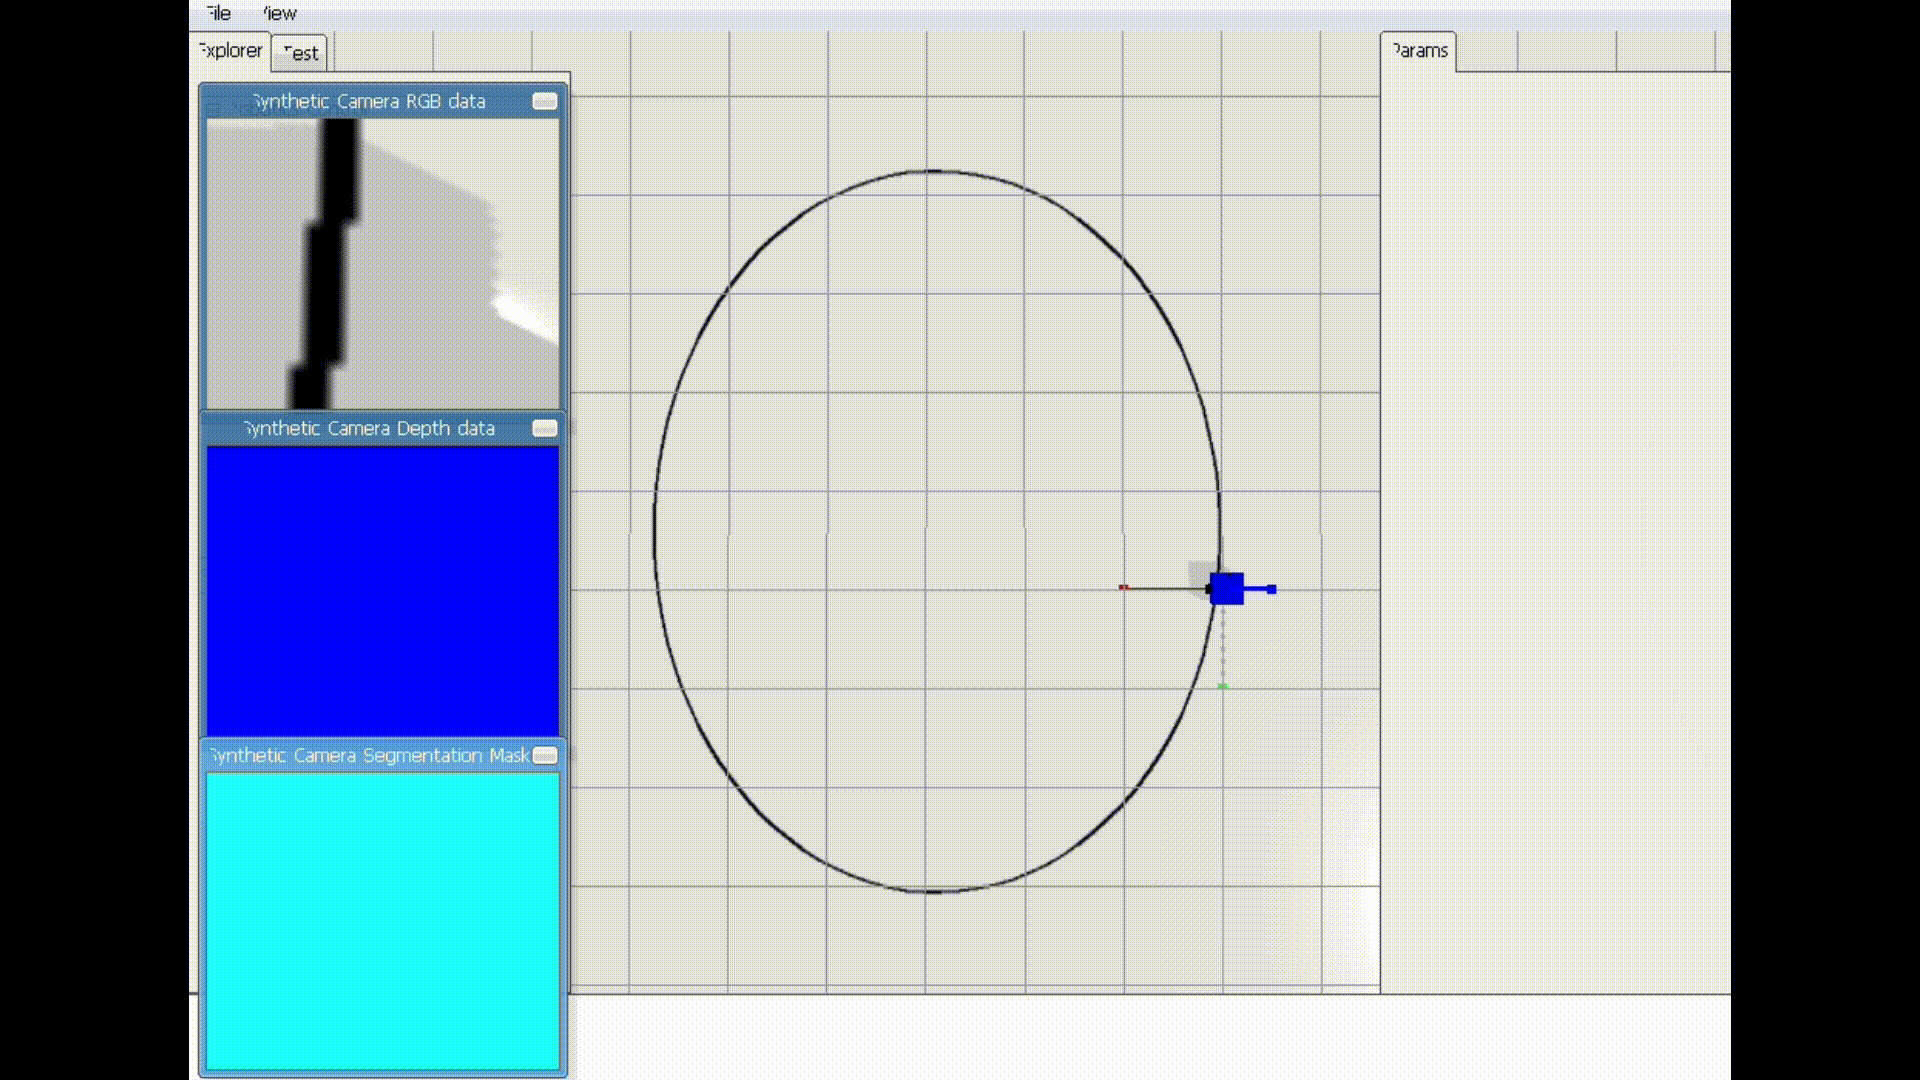 File View
Explorer Test
Params
Synthetic Camera RGB data
Synthetic Camera Depth data
Synthetic Camera Segmentation Mask